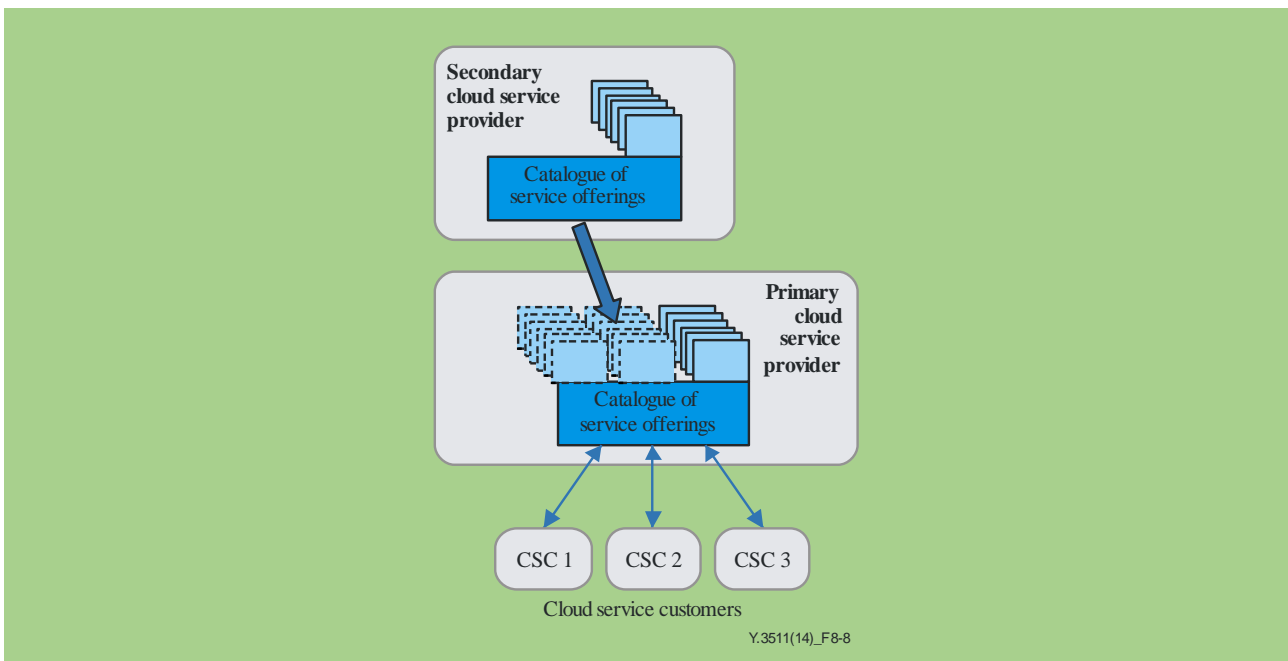 Secondary
cloud service
provider
Catalogue of
service offerings
Primary
cloud
service
provider
Catalogue of
service offerings
CSC 1
CSC 2
CSC 3
Cloud service customers
Y.3511(14)_F8-8